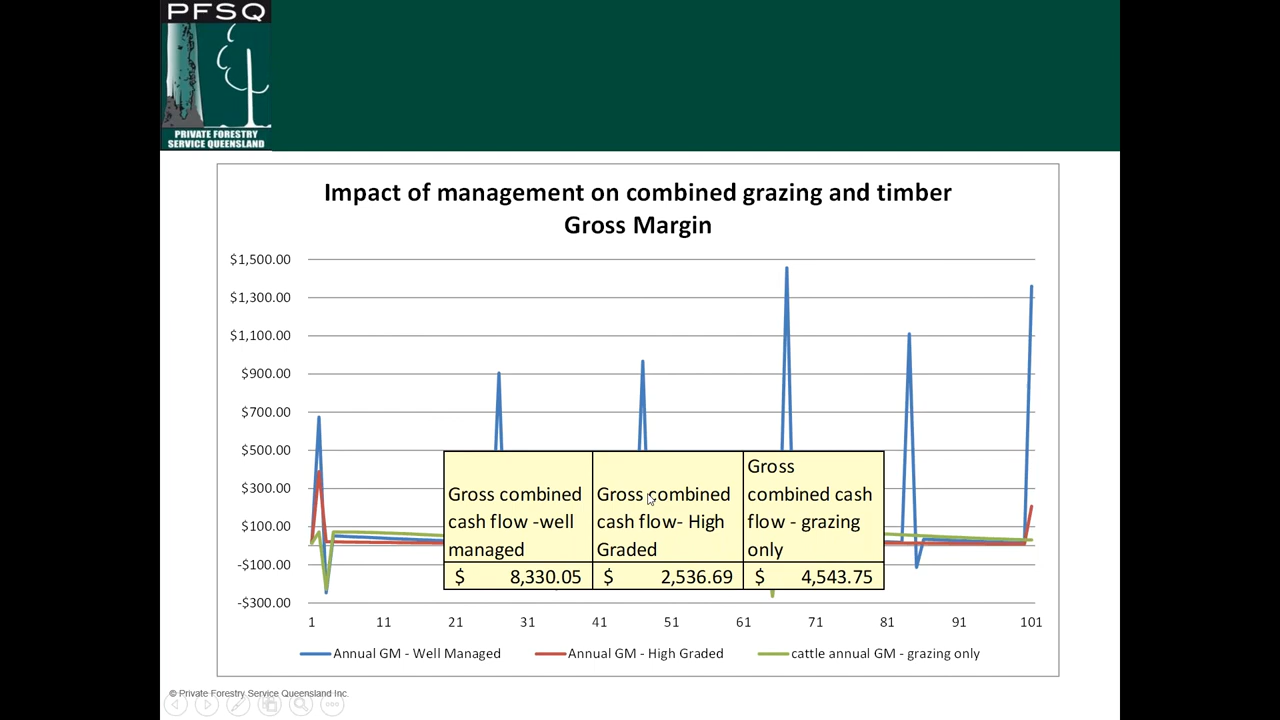 PFSQ
PRIVATE FORESTRY
SERVICE QUEENSLAND
Impact of management on combined grazing and timber
Gross Margin
$1,500.00
$1,300.00
$1,100.00
$900.00
$700.00
$500.00
$300.00
$100.00
-$100.00
-$300.00
Gross combined
cash flow -well
managed
Gross combined
cash flow- High
Graded
Gross
combined cash
flow - grazing
only
$ 8,330.05
$ 2,536.69
$ 4,543.75
1 11 21 31 41 51 61 71 81 91 101
Annual GM - Well Managed
Annual GM - High Graded
cattle annual GM - grazing only
© Private Forestry Service Queensland Inc.